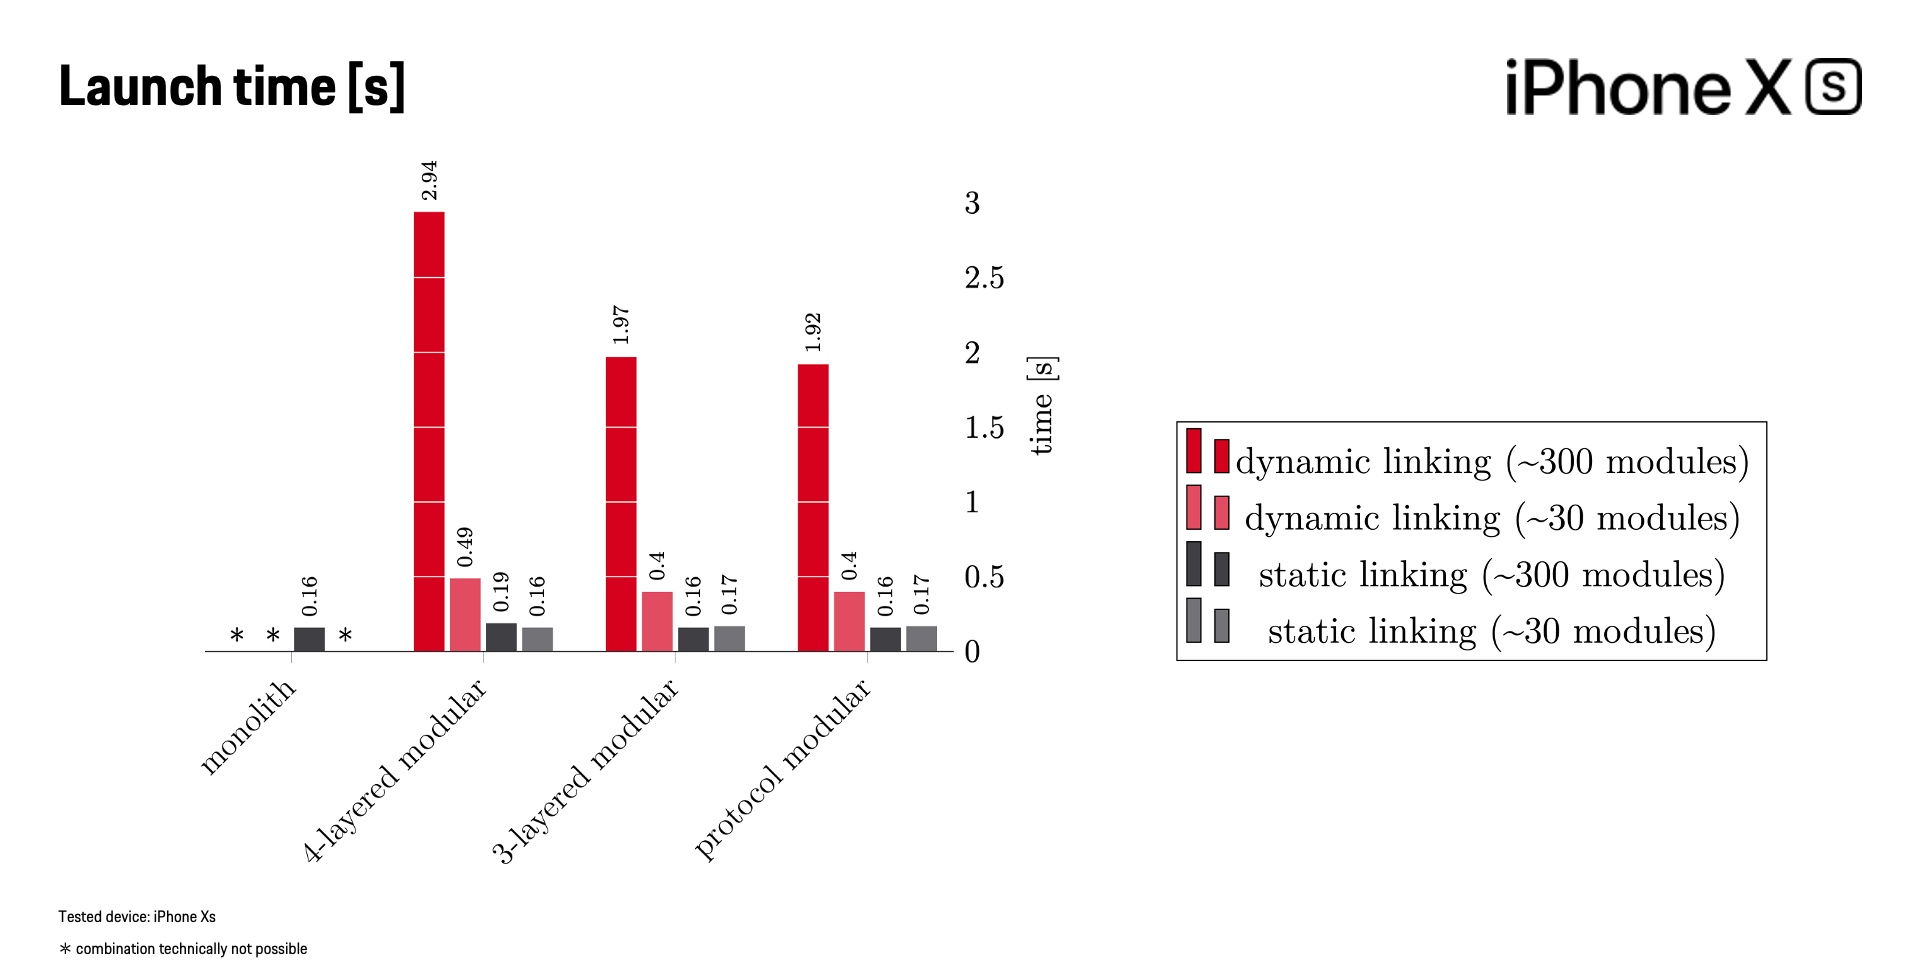 Launch time [s]
iPhone X S
2.94
0.49
0.19
0.16
1.97
0.4
0.16
0.17
1.92
0.4
0.16
0.17
* * 0.16 *
3
2.5
2
1.5
1
0.5
0
time [s]
monolith
4-layered modular
3-layered modular
protocol modular
dynamic linking (~300 modules)
dynamic linking (~30 modules)
static linking (~300 modules)
static linking (~30 modules)
Tested device: iPhone Xs
* combination technically not possible